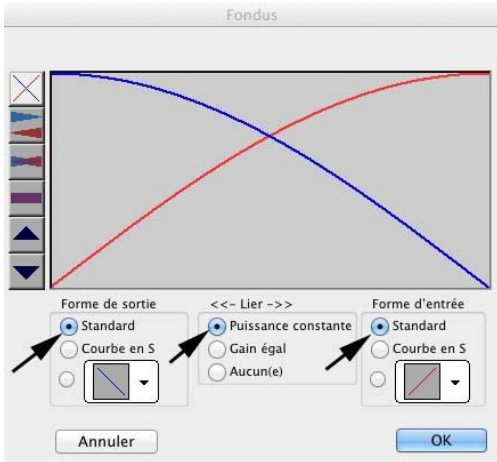 Fondus
Forme de sortie
<<- Lier ->>
Forme d'entrée
Standard
Puissance constante
Standard
Courbe en S
Gain égal
Courbe en S
Aucun(e)
Annuler
OK